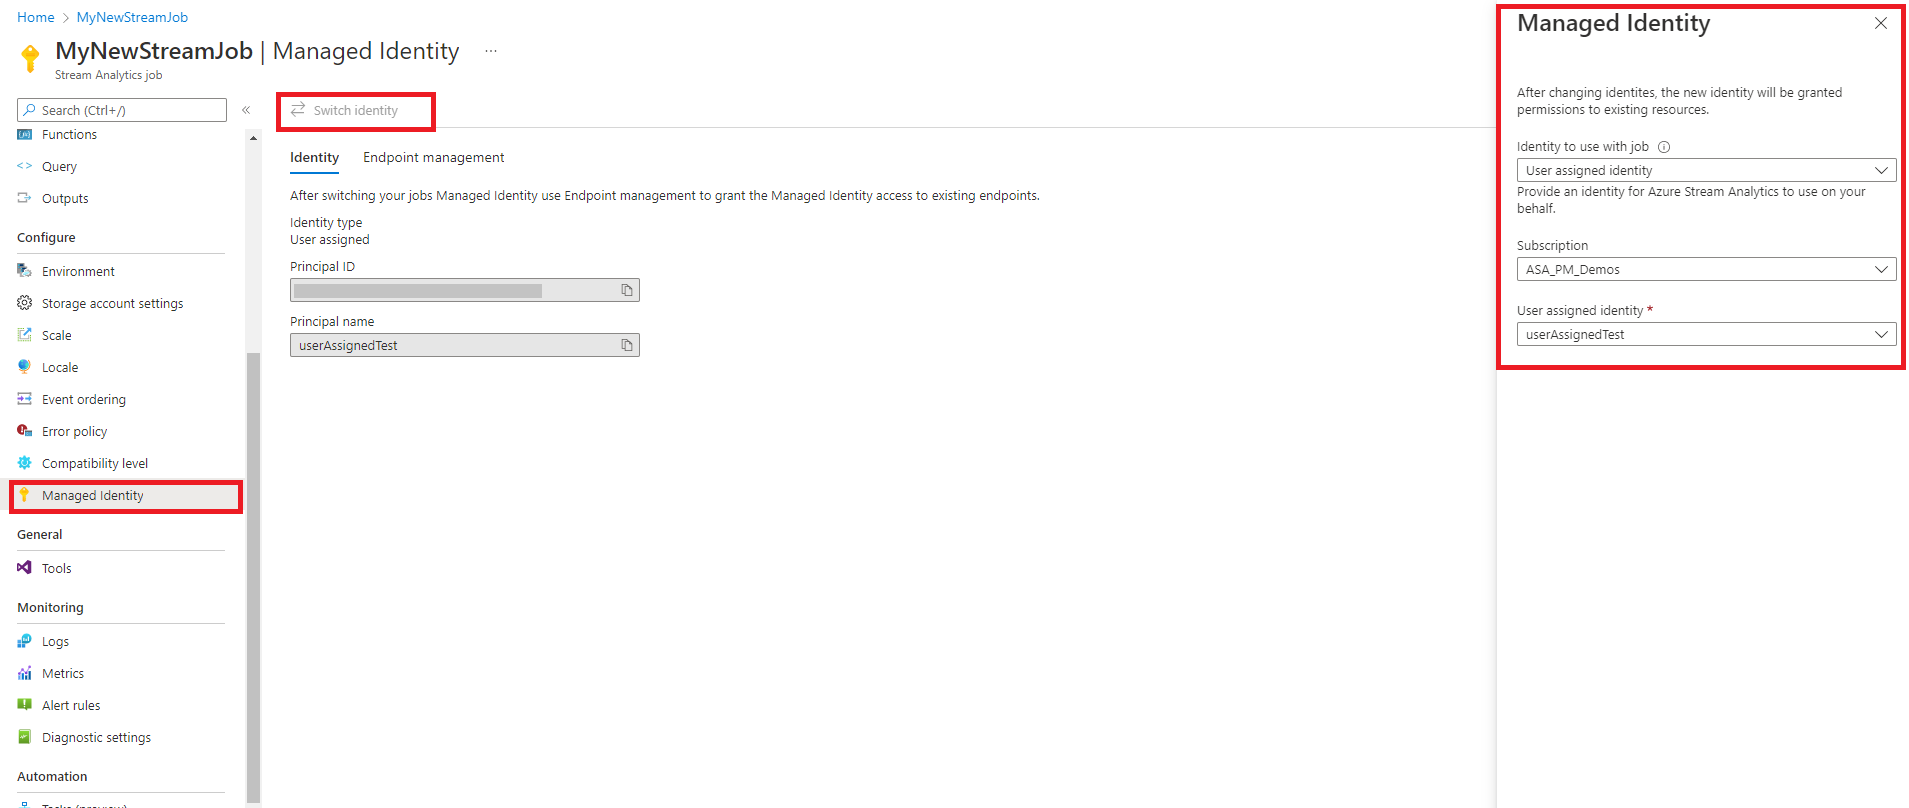 Home > MyNewStreamJob
MyNewStreamJob | Managed Identity ...
Stream Analytics job
Search (Ctrl+/) «
Functions
Query
Outputs
Configure
Environment
Storage account settings
Scale
Locale
Event ordering
Error policy
Compatibility level
Managed Identity
General
Tools
Monitoring
Logs
Metrics
Alert rules
Diagnostic settings
Automation
Tasks (preview)
Switch identity
Identity Endpoint management
After switching your jobs Managed Identity use Endpoint management to grant the Managed Identity access to existing endpoints.
Identity type
User assigned
Principal ID
Principal name
userAssignedTest
Managed Identity
After changing identites, the new identity will be granted
permissions to existing resources.
Identity to use with job
User assigned identity
Provide an identity for Azure Stream Analytics to use on your
behalf.
Subscription
ASA_PM_Demos
User assigned identity *
userAssignedTest